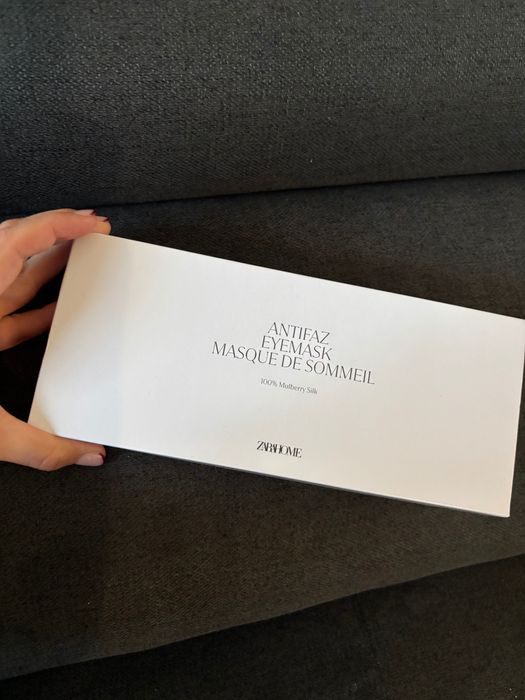 ANTIFAZ
EYEMASK
MASQUE DE SOMMEIL
100% Mulberry Silk
ZARAHOME